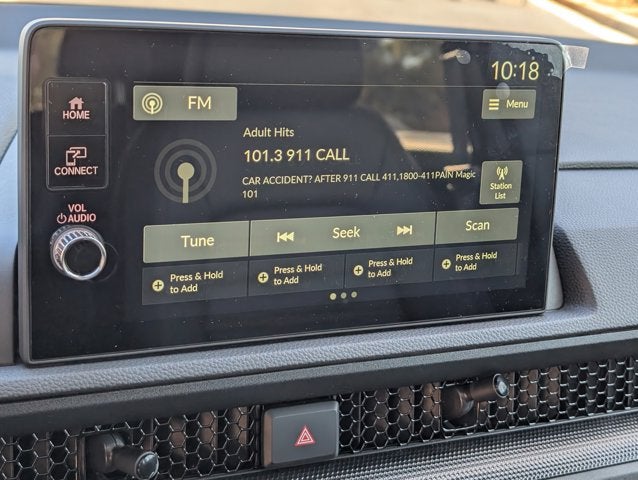 10:18
HOME
FM
Menu
Adult Hits
101.3 911 CALL
CONNECT
CAR ACCIDENT? AFTER 911 CALL 411,1800-411PAIN Magic
101
Station
List
VOL
AUDIO
Tune
Seek
Scan
Press & Hold
to Add
Press & Hold
to Add
Press & Hold
to Add
Press & Hold
to Add